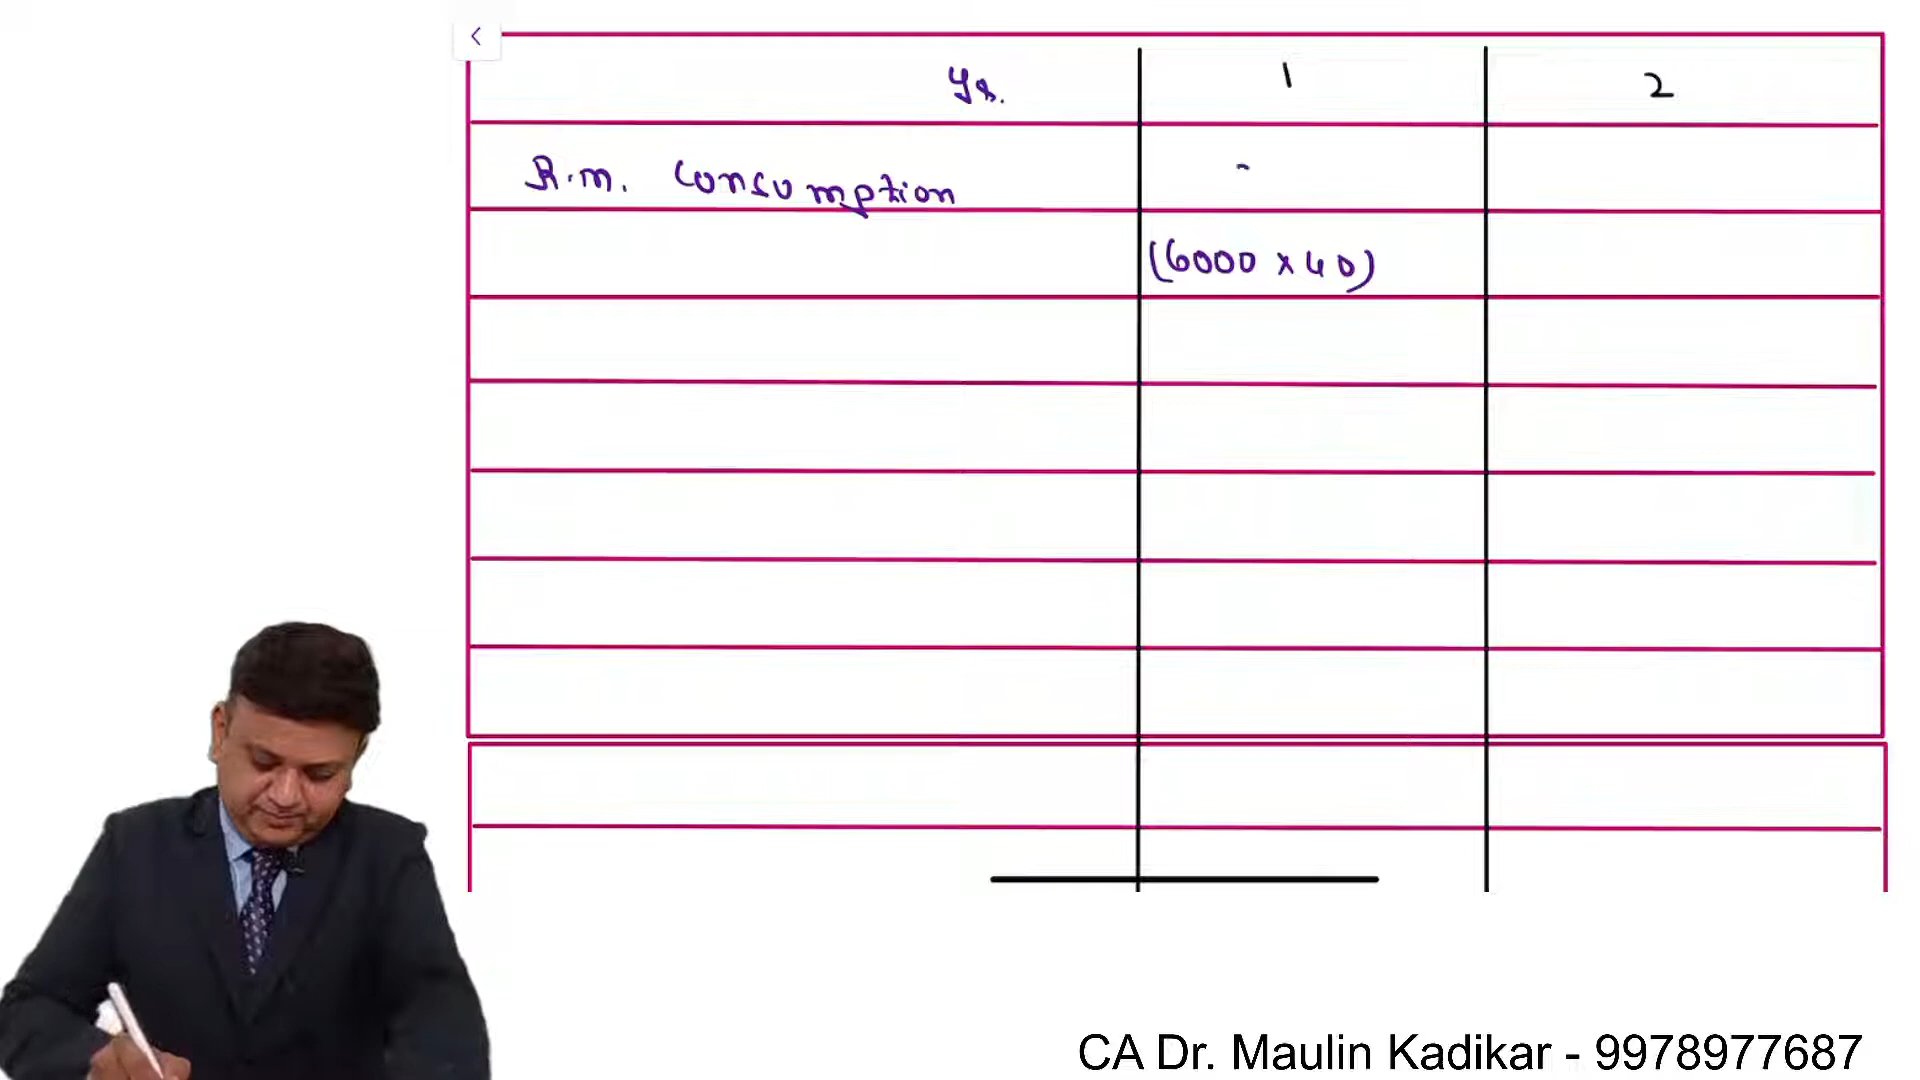 Yr. 1 2
R.M. Consumption
(6000 x 40)
CA Dr. Maulin Kadikar - 9978977687